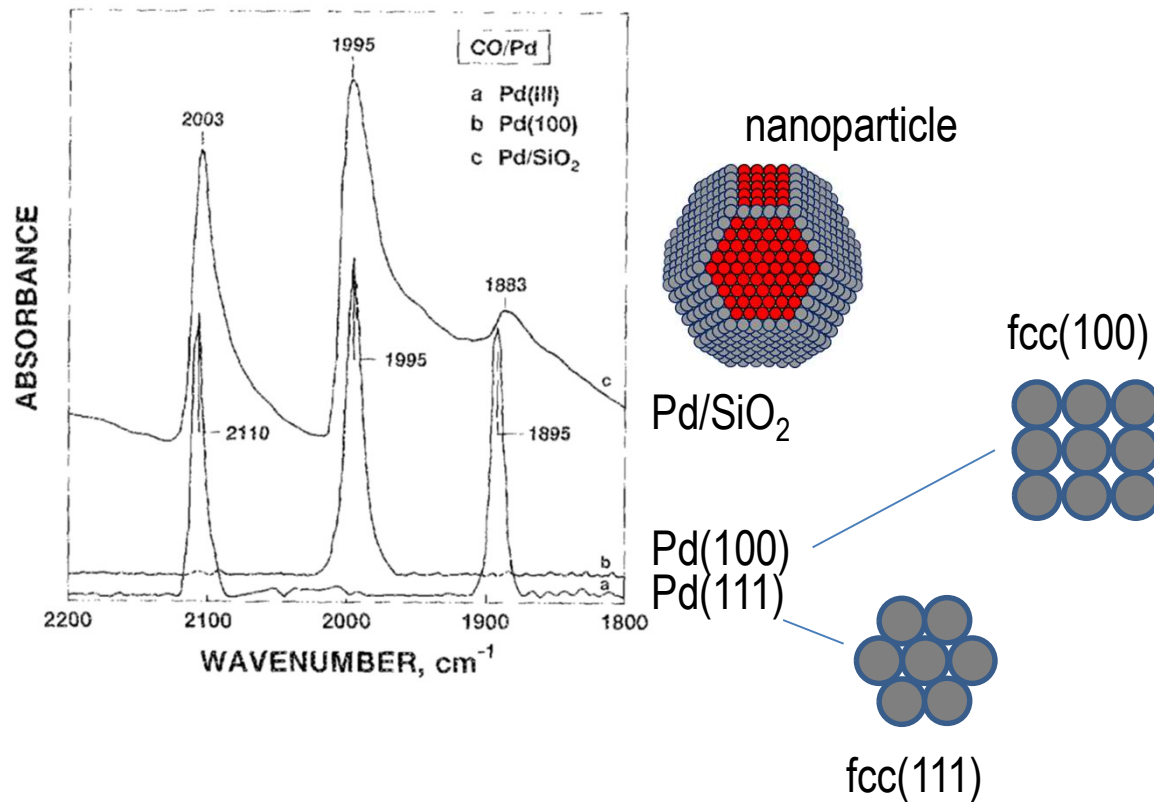 1995
CO/Pd
a Pd(III)
b Pd(100)
c Pd/SiO₂
2003
nanoparticle
1883
fcc(100)
1995
c
Pd/SiO₂
2110
1895
ABSORBANCE
Pd(100)
b
Pd(111)
a
2200 2100 2000 1900 1800
WAVENUMBER, cm⁻¹
fcc(111)